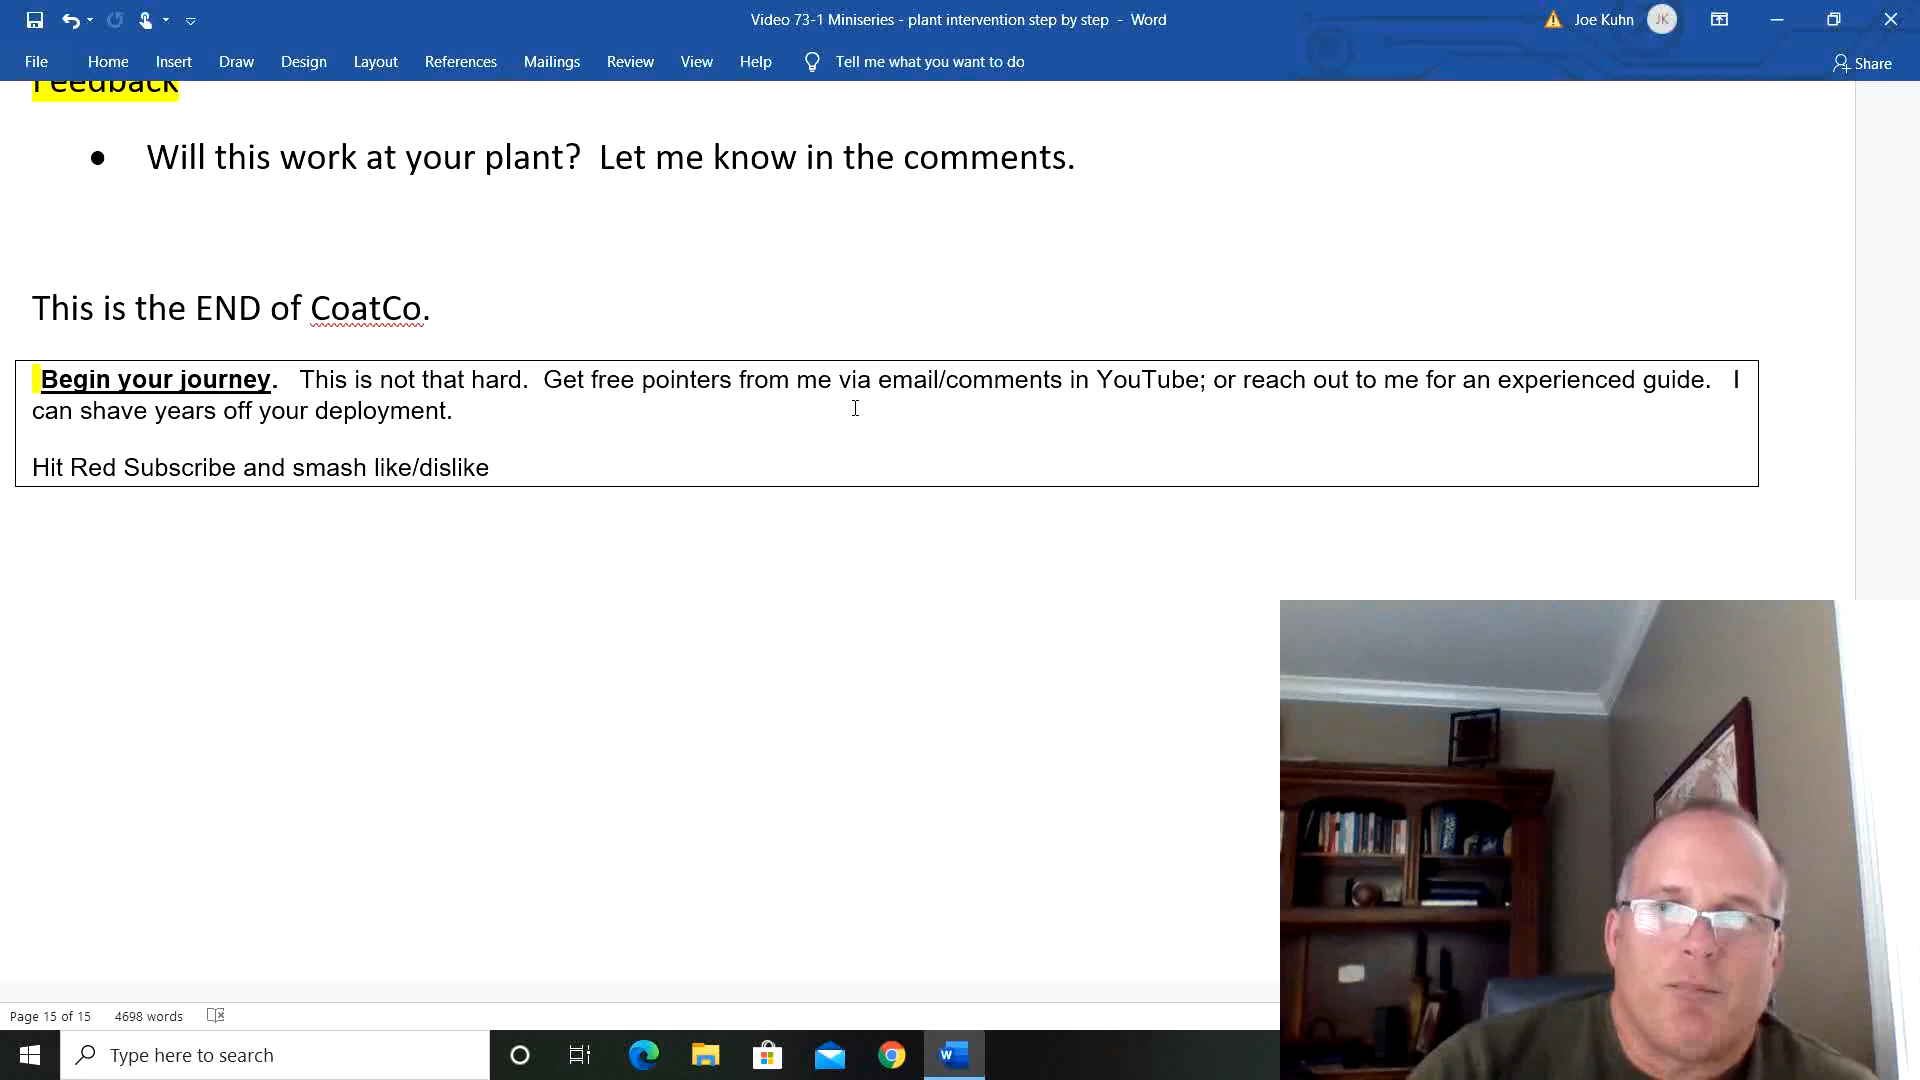 Video 73-1 Miniseries - plant intervention step by step - Word
Joe Kuhn
JK
File
Home
Insert
Draw
Design
Layout
References
Mailings
Review
View
Help
Tell me what you want to do
Share
Feedback
● Will this work at your plant?  Let me know in the comments.
This is the END of CoatCo.
Begin your journey.   This is not that hard.  Get free pointers from me via email/comments in YouTube; or reach out to me for an experienced guide.   I
can shave years off your deployment.
Hit Red Subscribe and smash like/dislike
Page 15 of 15
4698 words
Type here to search